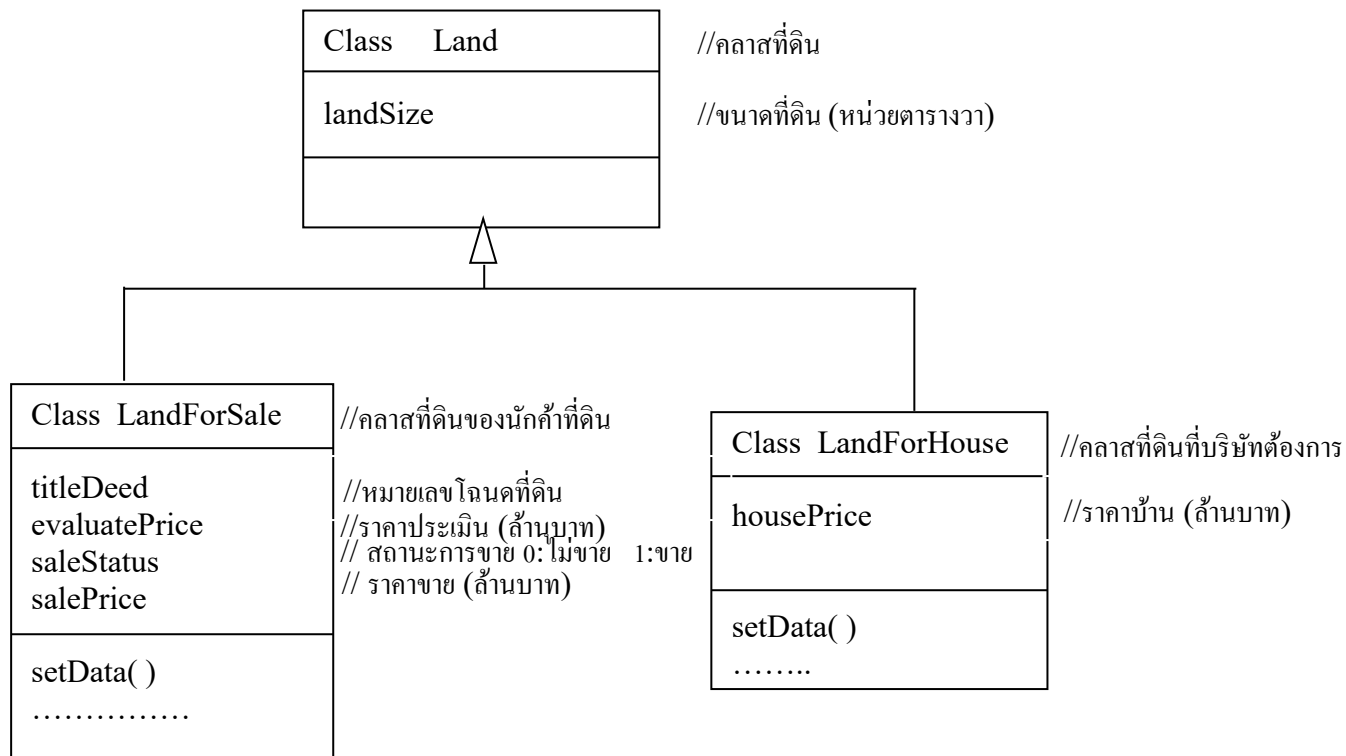 Class Land //คลาสที่ดิน
landSize //ขนาดที่ดิน (หน่วยตารางวา)
Class LandForSale //คลาสที่ดินของนักค้าที่ดิน
titleDeed //หมายเลขโฉนดที่ดิน
evaluatePrice //ราคาประเมิน (ล้านบาท)
saleStatus // สถานะการขาย 0:ไม่ขาย 1:ขาย
salePrice // ราคาขาย (ล้านบาท)
setData( )
……………
Class LandForHouse //คลาสที่ดินที่บริษัทต้องการ
housePrice //ราคาบ้าน (ล้านบาท)
setData( )
……..